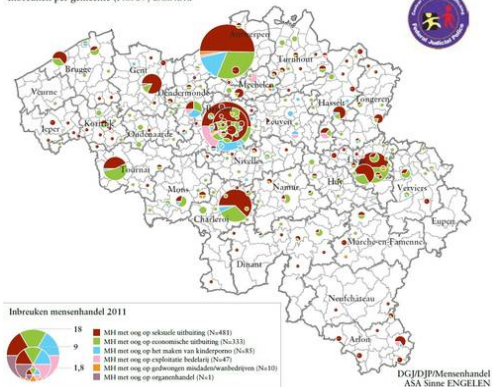 Antwerpen
Turnhout
Brugge
Gent
Mechelen
Veurne
Dendermonde
Hasselt
Tongeren
Ieper
Kortrijk
Oudenaarde
Leuven
Nivelles
Tournai
Mons
Namur
Verviers
Charleroi
Eupen
Marche-en-Famenne
Dinant
Neufchâteau
Arlon
Inbreuken mensenhandel 2011
18
9
1,8
MH met oog op seksuele uitbuiting (N=481)
MH met oog op economische uitbuiting (N=333)
MH met oog op het maken van kinderporno (N=85)
MH met oog op exploitatie bedelarij (N=47)
MH met oog op gedwongen misdaden/wanbedrijven (N=10)
MH met oog op organenhandel (N=1)
DGJ/DJP/Mensenhandel
ASA Sinne ENGELEN
Federal Judicial Police